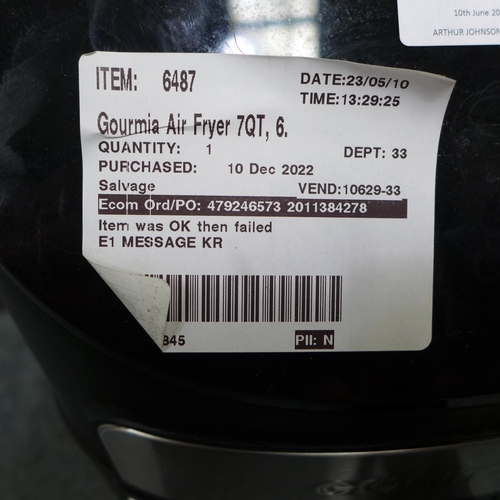 10th June 20
ARTHUR JOHNSON
ITEM: 6487
DATE:23/05/10
TIME:13:29:25
Gourmia Air Fryer 7QT, 6.
QUANTITY: 1
DEPT: 33
PURCHASED: 10 Dec 2022
Salvage
VEND:10629-33
Ecom Ord/PO: 479246573 2011384278
Item was OK then failed
E1 MESSAGE KR
845
PII: N